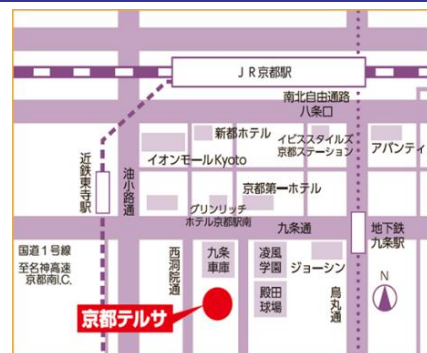 JR京都駅
南北自由通路
八条口
新都ホテル
イビススタイルズ
京都ステーション
アバンティ
イオンモールKyoto
近鉄東寺駅
油小路通
京都第一ホテル
グリンリッチ
ホテル京都駅南
九条通
地下鉄
九条駅
国道1号線
至名神高速
京都南I.C.
西洞院通
九条
車庫
凌風
学園
ジョーシン
殿田
球場
烏丸通
N
京都テルサ